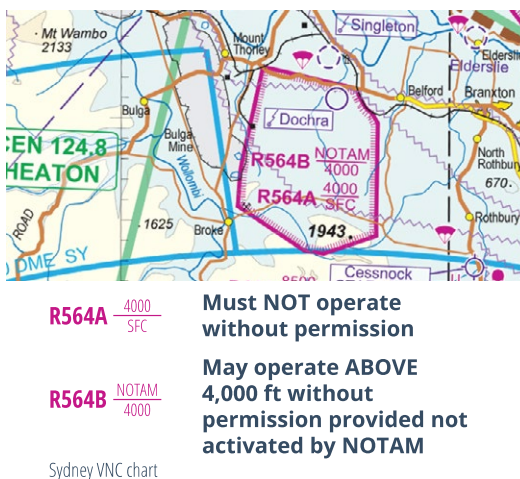 Singleton
Mt Wambo
2133
Mount
Thorley
Elderslie
Elderslie
Belford
Branxton
Bulga
Dochra
CEN 124.8
HEATON
Bulga
Mine
R564B NOTAM
4000
North
Rothbury
Wollombi
R564A 4000
SFC
670
ROAD
1625
Broke
1943
Rothbury
DME SY
Cessnock
8500
R564A 4000
SFC
Must NOT operate
without permission
R564B NOTAM
4000
May operate ABOVE
4,000 ft without
permission provided not
activated by NOTAM
Sydney VNC chart